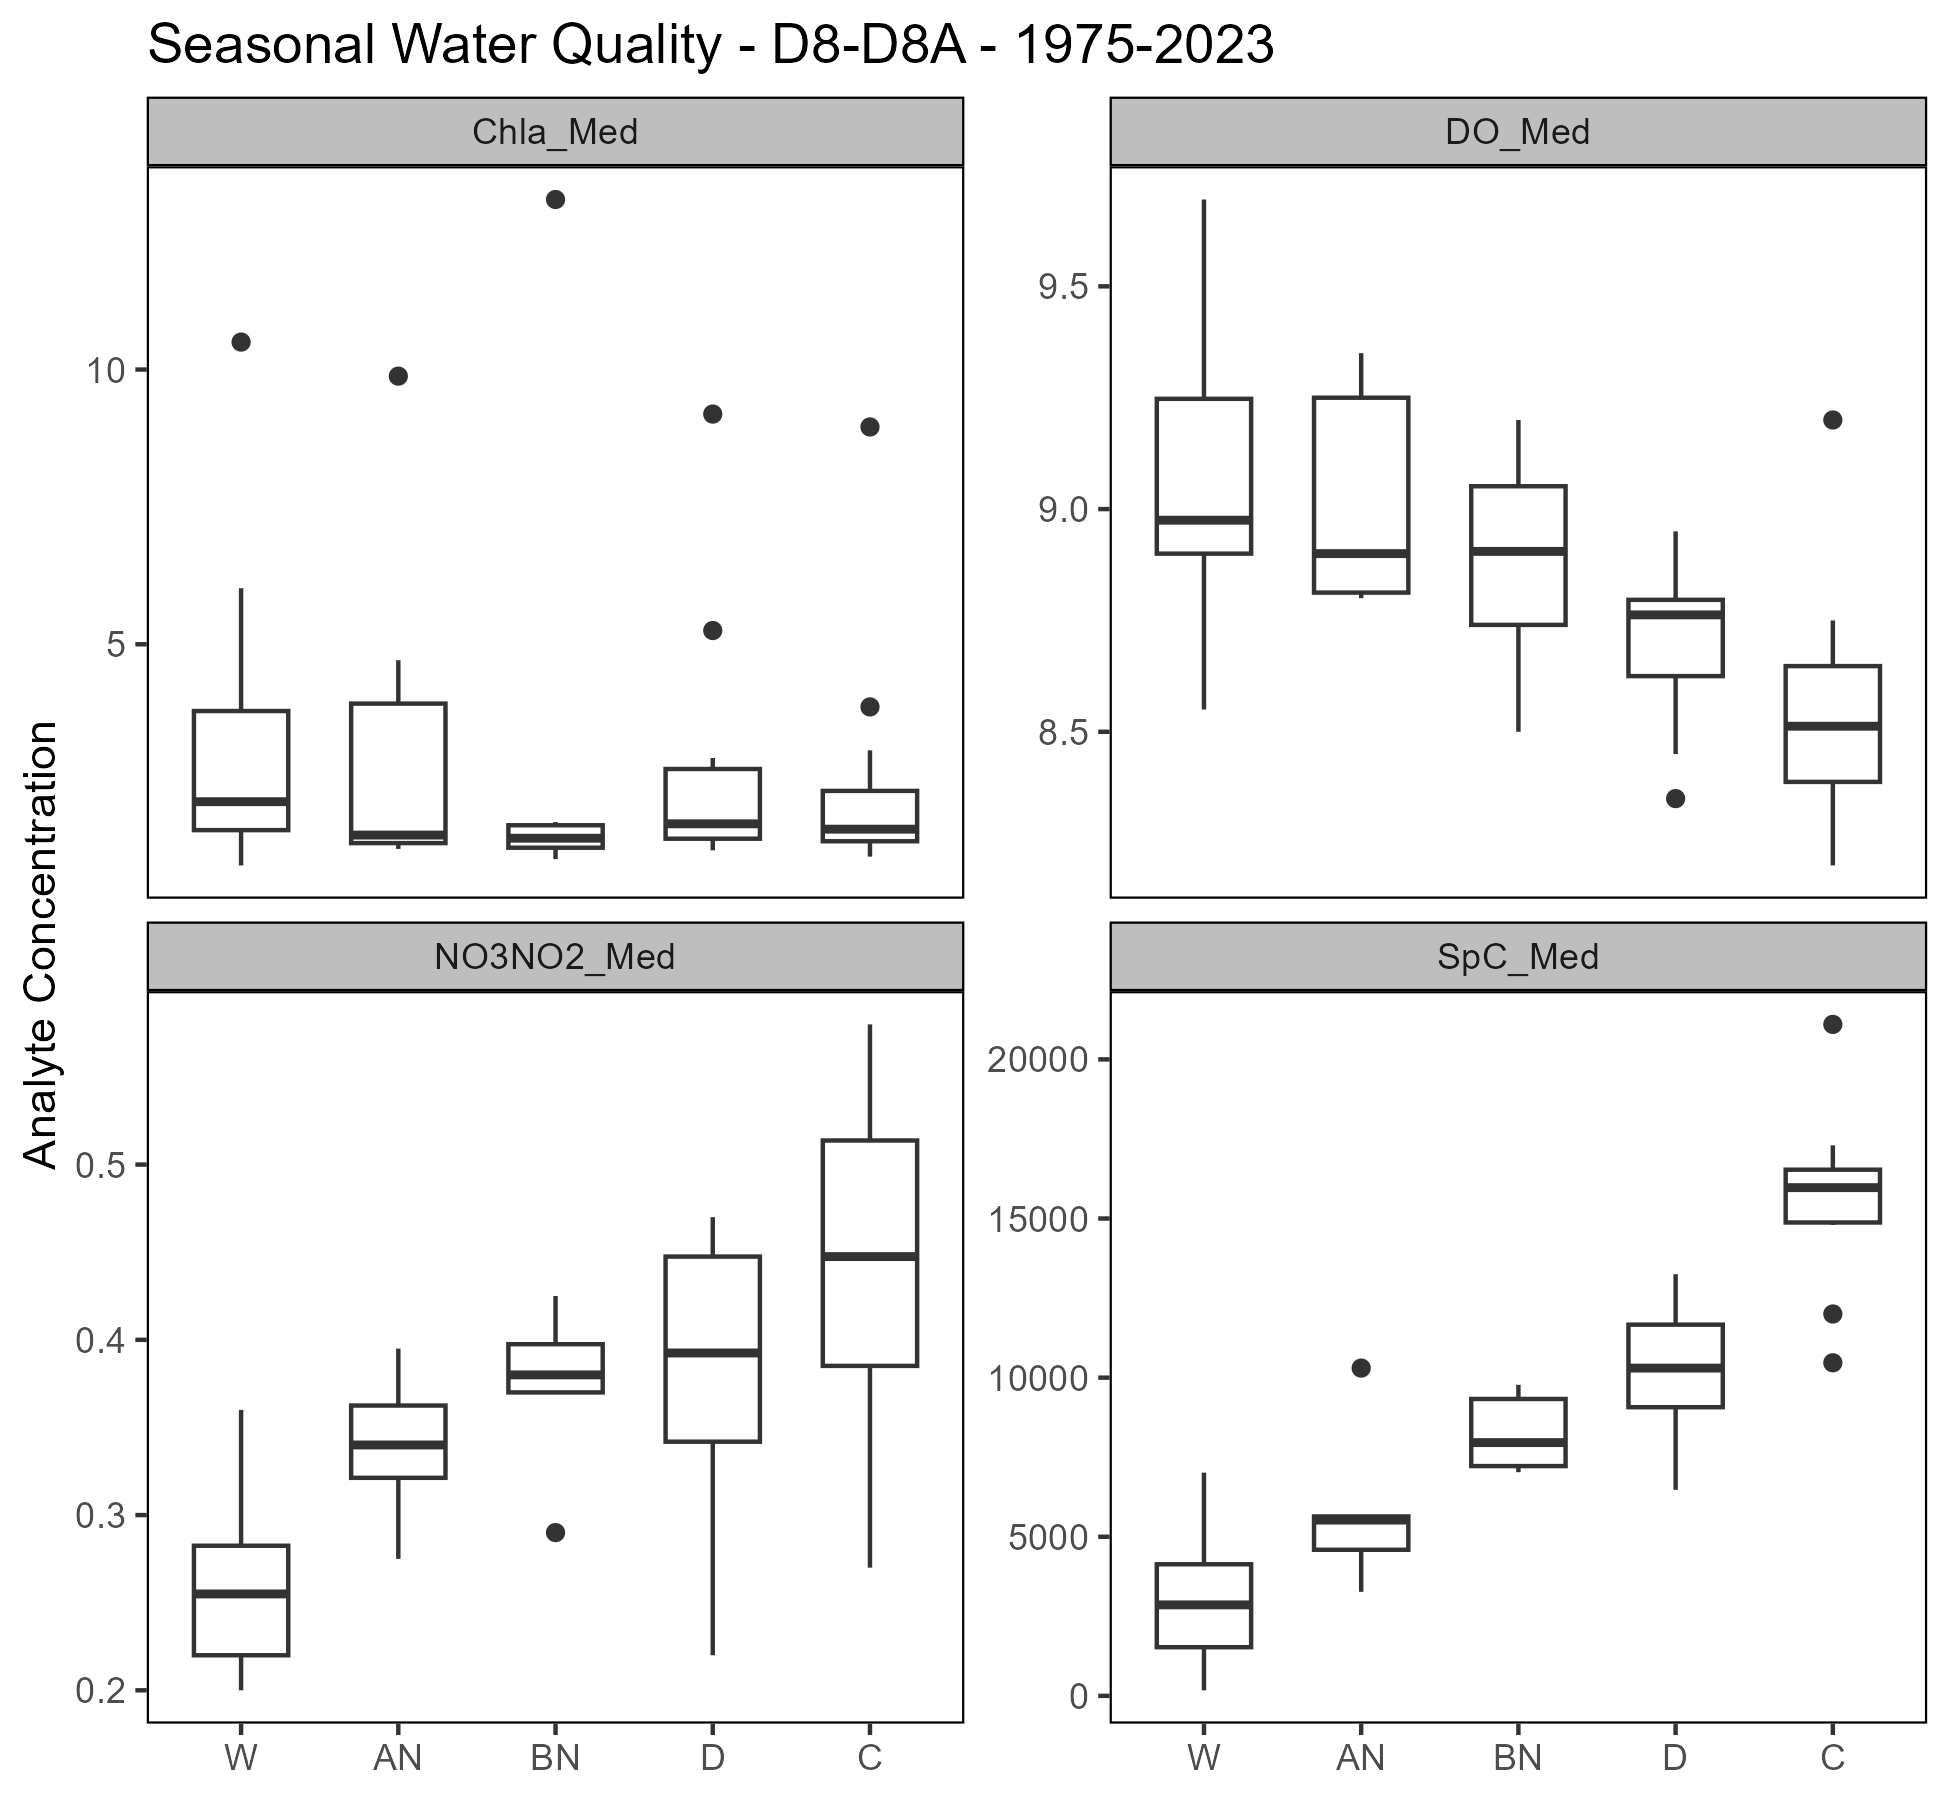 Seasonal Water Quality - D8-D8A - 1975-2023
Analyte Concentration
Chla_Med
10
5
DO_Med
9.5
9.0
8.5
NO3NO2_Med
0.5
0.4
0.3
0.2
W AN BN D C
SpC_Med
20000
15000
10000
5000
0
W AN BN D C